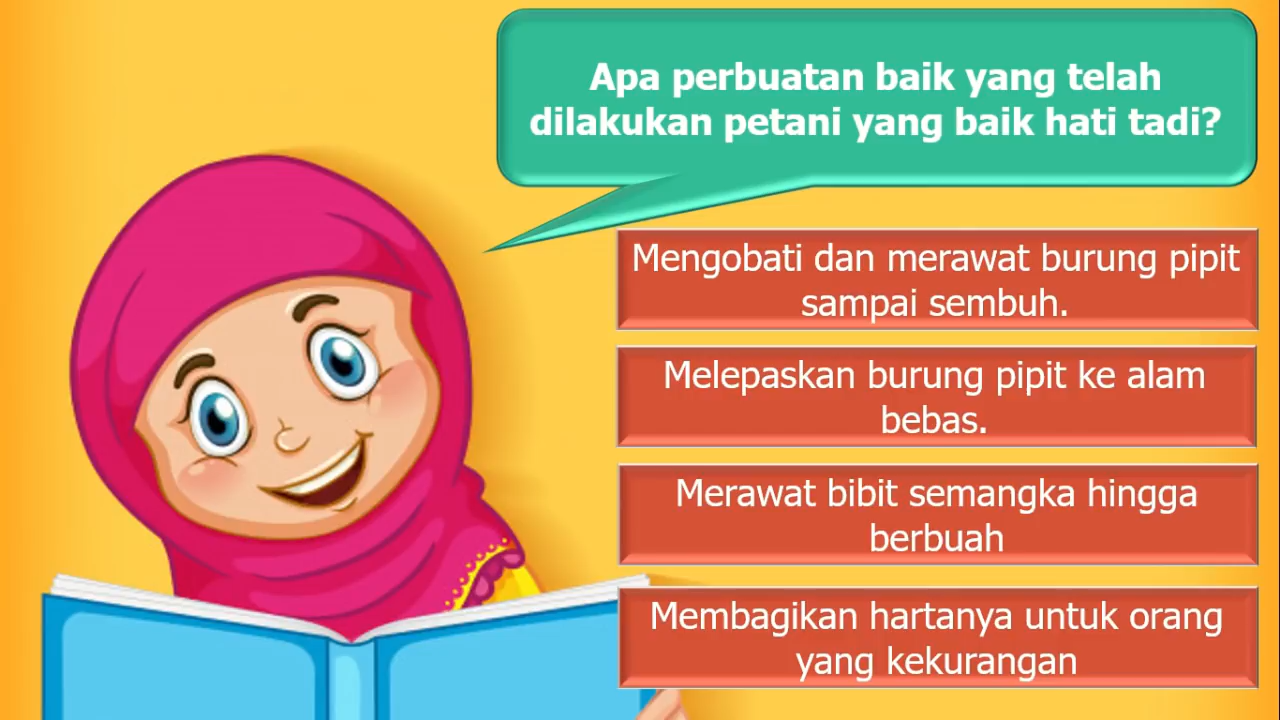 Apa perbuatan baik yang telah
dilakukan petani yang baik hati tadi?
Mengobati dan merawat burung pipit
sampai sembuh.
Melepaskan burung pipit ke alam
bebas.
Merawat bibit semangka hingga
berbuah
Membagikan hartanya untuk orang
yang kekurangan